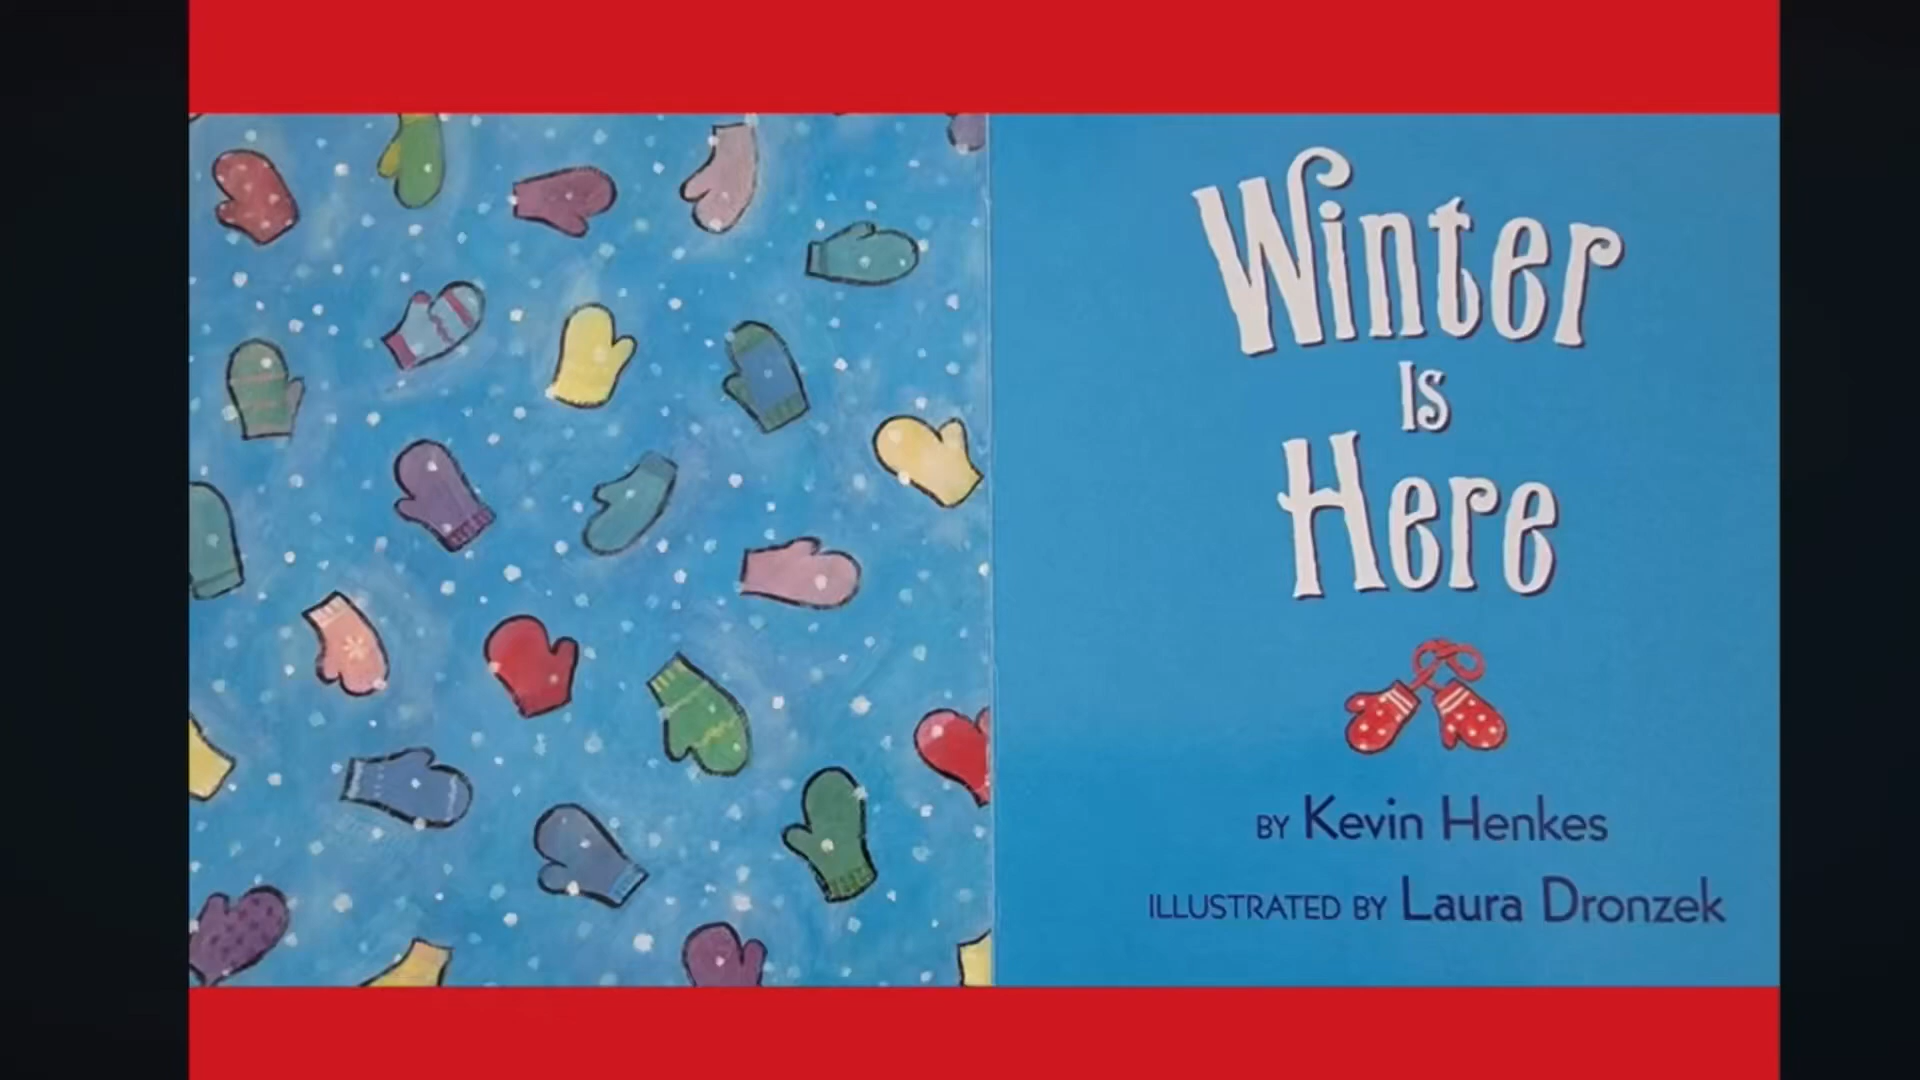 Winter
Is
Here
BY Kevin Henkes
ILLUSTRATED BY Laura Dronzek